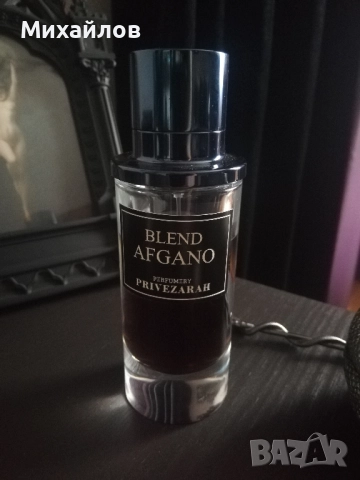 Михайлов
BLEND
AFGANO
PERFUMERY
PRIVEZARAH
BAZAR